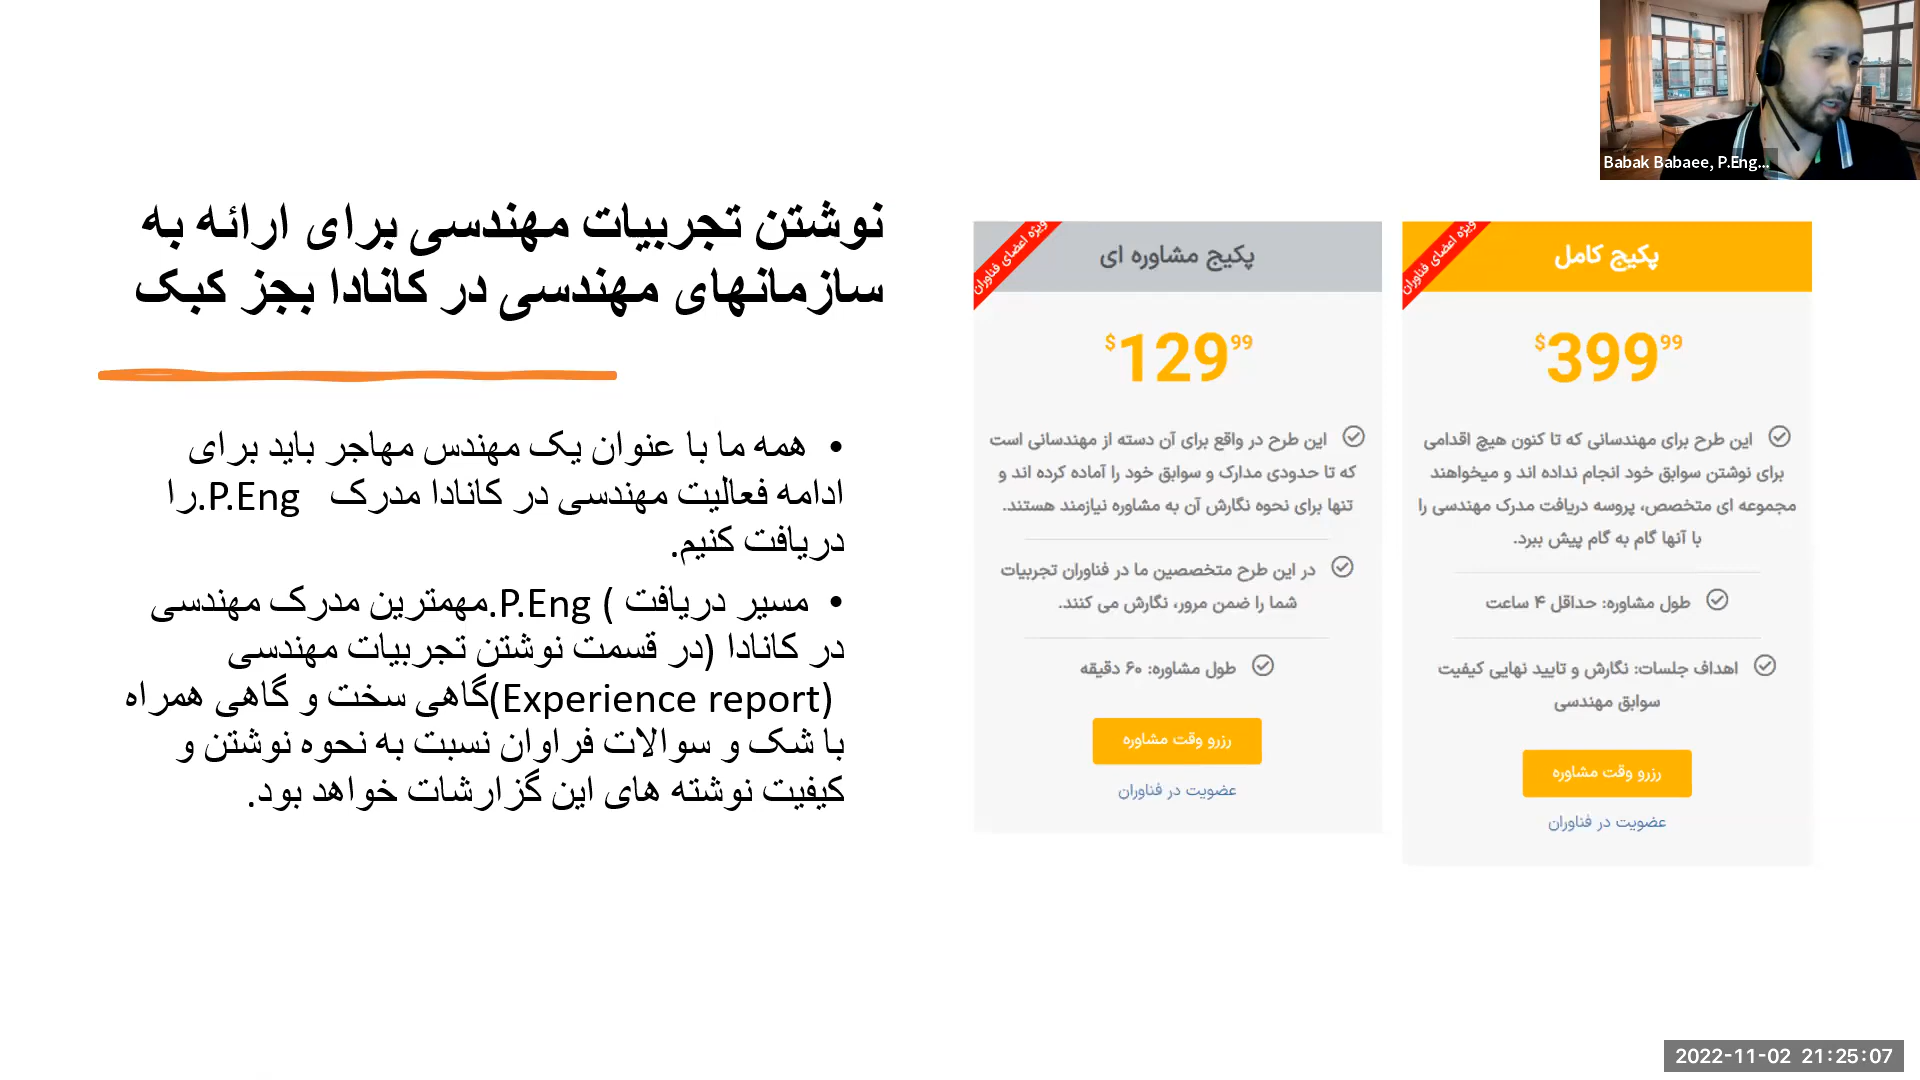 Babak Babaee, P.Eng...
نوشتن تجربیات مهندسی برای ارائه به
سازمانهای مهندسی در کانادا بجز کبک
• همه ما با عنوان یک مهندس مهاجر باید برای
ادامه فعالیت مهندسی در کانادا مدرک P.Eng.را
دریافت کنیم.
• مسیر دریافت ( P.Eng.مهمترین مدرک مهندسی
در کانادا (در قسمت نوشتن تجربیات مهندسی
(Experience report)گاهی سخت و گاهی همراه
با شک و سوالات فراوان نسبت به نحوه نوشتن و
کیفیت نوشته های این گزارشات خواهد بود.
ویژه اعضای فناوران
پکیج کامل
$399 99
این طرح برای مهندسانی که تا کنون هیچ اقدامی
برای نوشتن سوابق خود انجام نداده اند و میخواهند
مجموعه ای متخصص، پروسه دریافت مدرک مهندسی را
با آنها گام به گام پیش ببرد.
طول مشاوره: حداقل ۴ ساعت
اهداف جلسات: نگارش و تایید نهایی کیفیت
سوابق مهندسی
رزرو وقت مشاوره
عضویت در فناوران
ویژه اعضای فناوران
پکیج مشاوره ای
$129 99
این طرح در واقع برای آن دسته از مهندسانی است
که تا حدودی مدارک و سوابق خود را آماده کرده اند و
تنها برای نحوه نگارش آن به مشاوره نیازمند هستند.
در این طرح متخصصین ما در فناوران تجربیات
شما را ضمن مرور، نگارش می کنند.
طول مشاوره: ۶۰ دقیقه
رزرو وقت مشاوره
عضویت در فناوران
2022-11-02 21:25:07